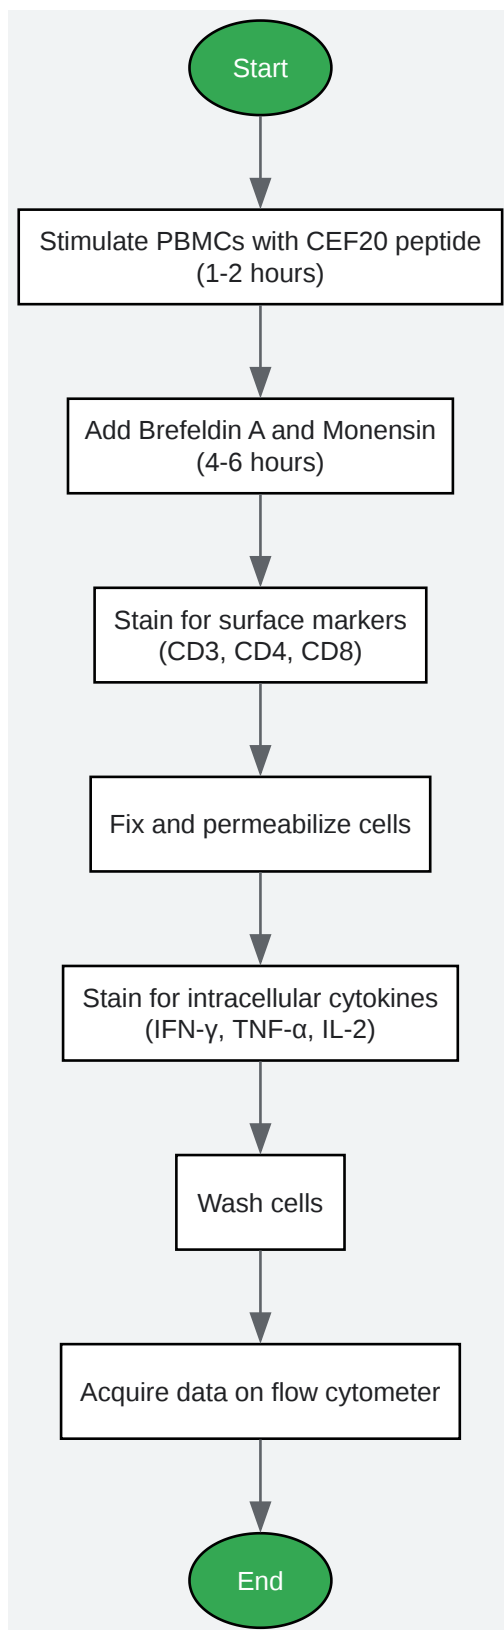 Start
Stimulate PBMCs with CEF20 peptide
(1-2 hours)
Add Brefeldin A and Monensin
(4-6 hours)
Stain for surface markers
(CD3, CD4, CD8)
Fix and permeabilize cells
Stain for intracellular cytokines
(IFN-γ, TNF-α, IL-2)
Wash cells
Acquire data on flow cytometer
End